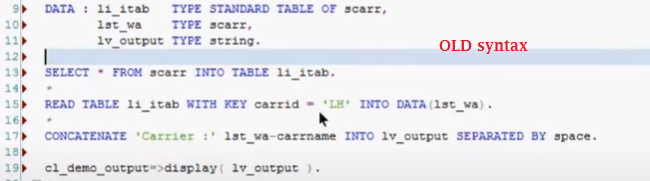 9 DATA : li_itab TYPE STANDARD TABLE OF scarr,
10 lst_wa TYPE scarr,
11 lv_output TYPE string.
OLD syntax
12
13 SELECT * FROM scarr INTO TABLE li_itab.
14 *
15 READ TABLE li_itab WITH KEY carrid = 'LH' INTO DATA(lst_wa).
16 *
17 CONCATENATE 'Carrier :' lst_wa-carrname INTO lv_output SEPARATED BY space.
18
19 cl_demo_output=>display( lv_output ).